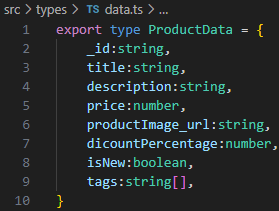 src > types > TS data.ts > ...
1 export type ProductData = {
2 _id:string,
3 title:string,
4 description:string,
5 price:number,
6 productImage_url:string,
7 dicountPercentage:number,
8 isNew:boolean,
9 tags:string[],
10 }